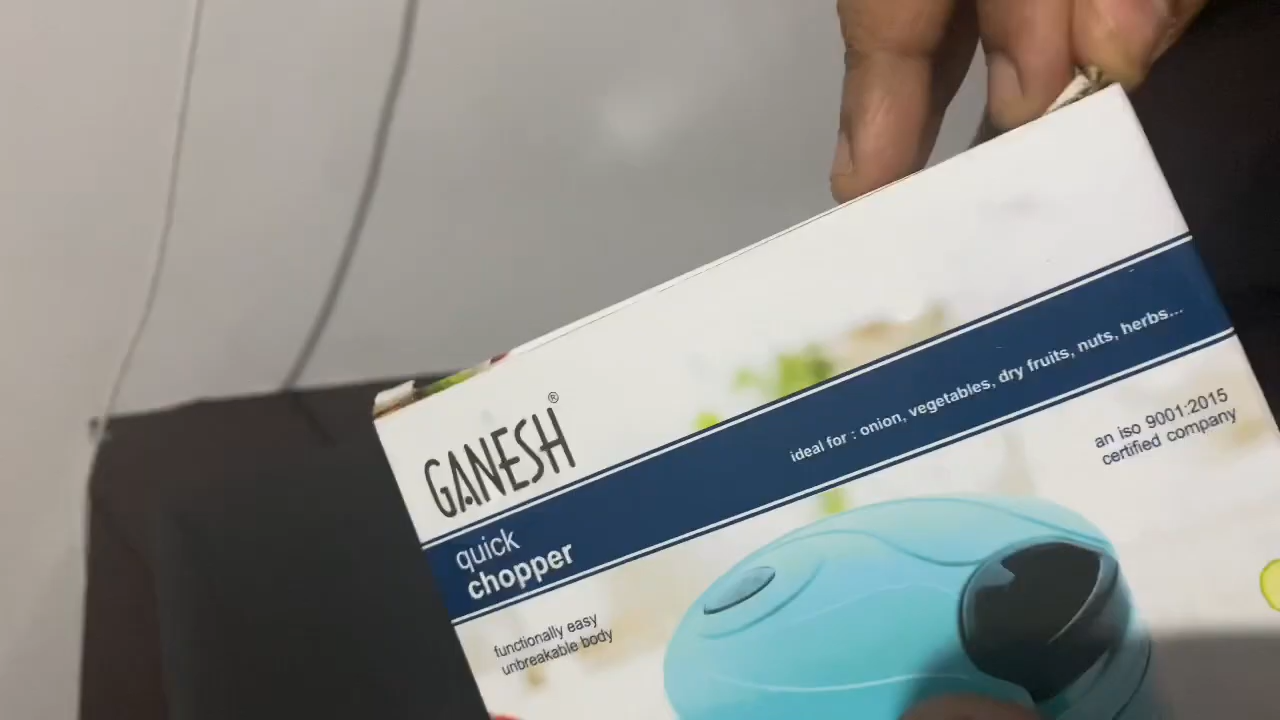 GANESH®
quick
chopper
ideal for : onion, vegetables, dry fruits, nuts, herbs...
an iso 9001:2015
certified company
functionally easy
unbreakable body